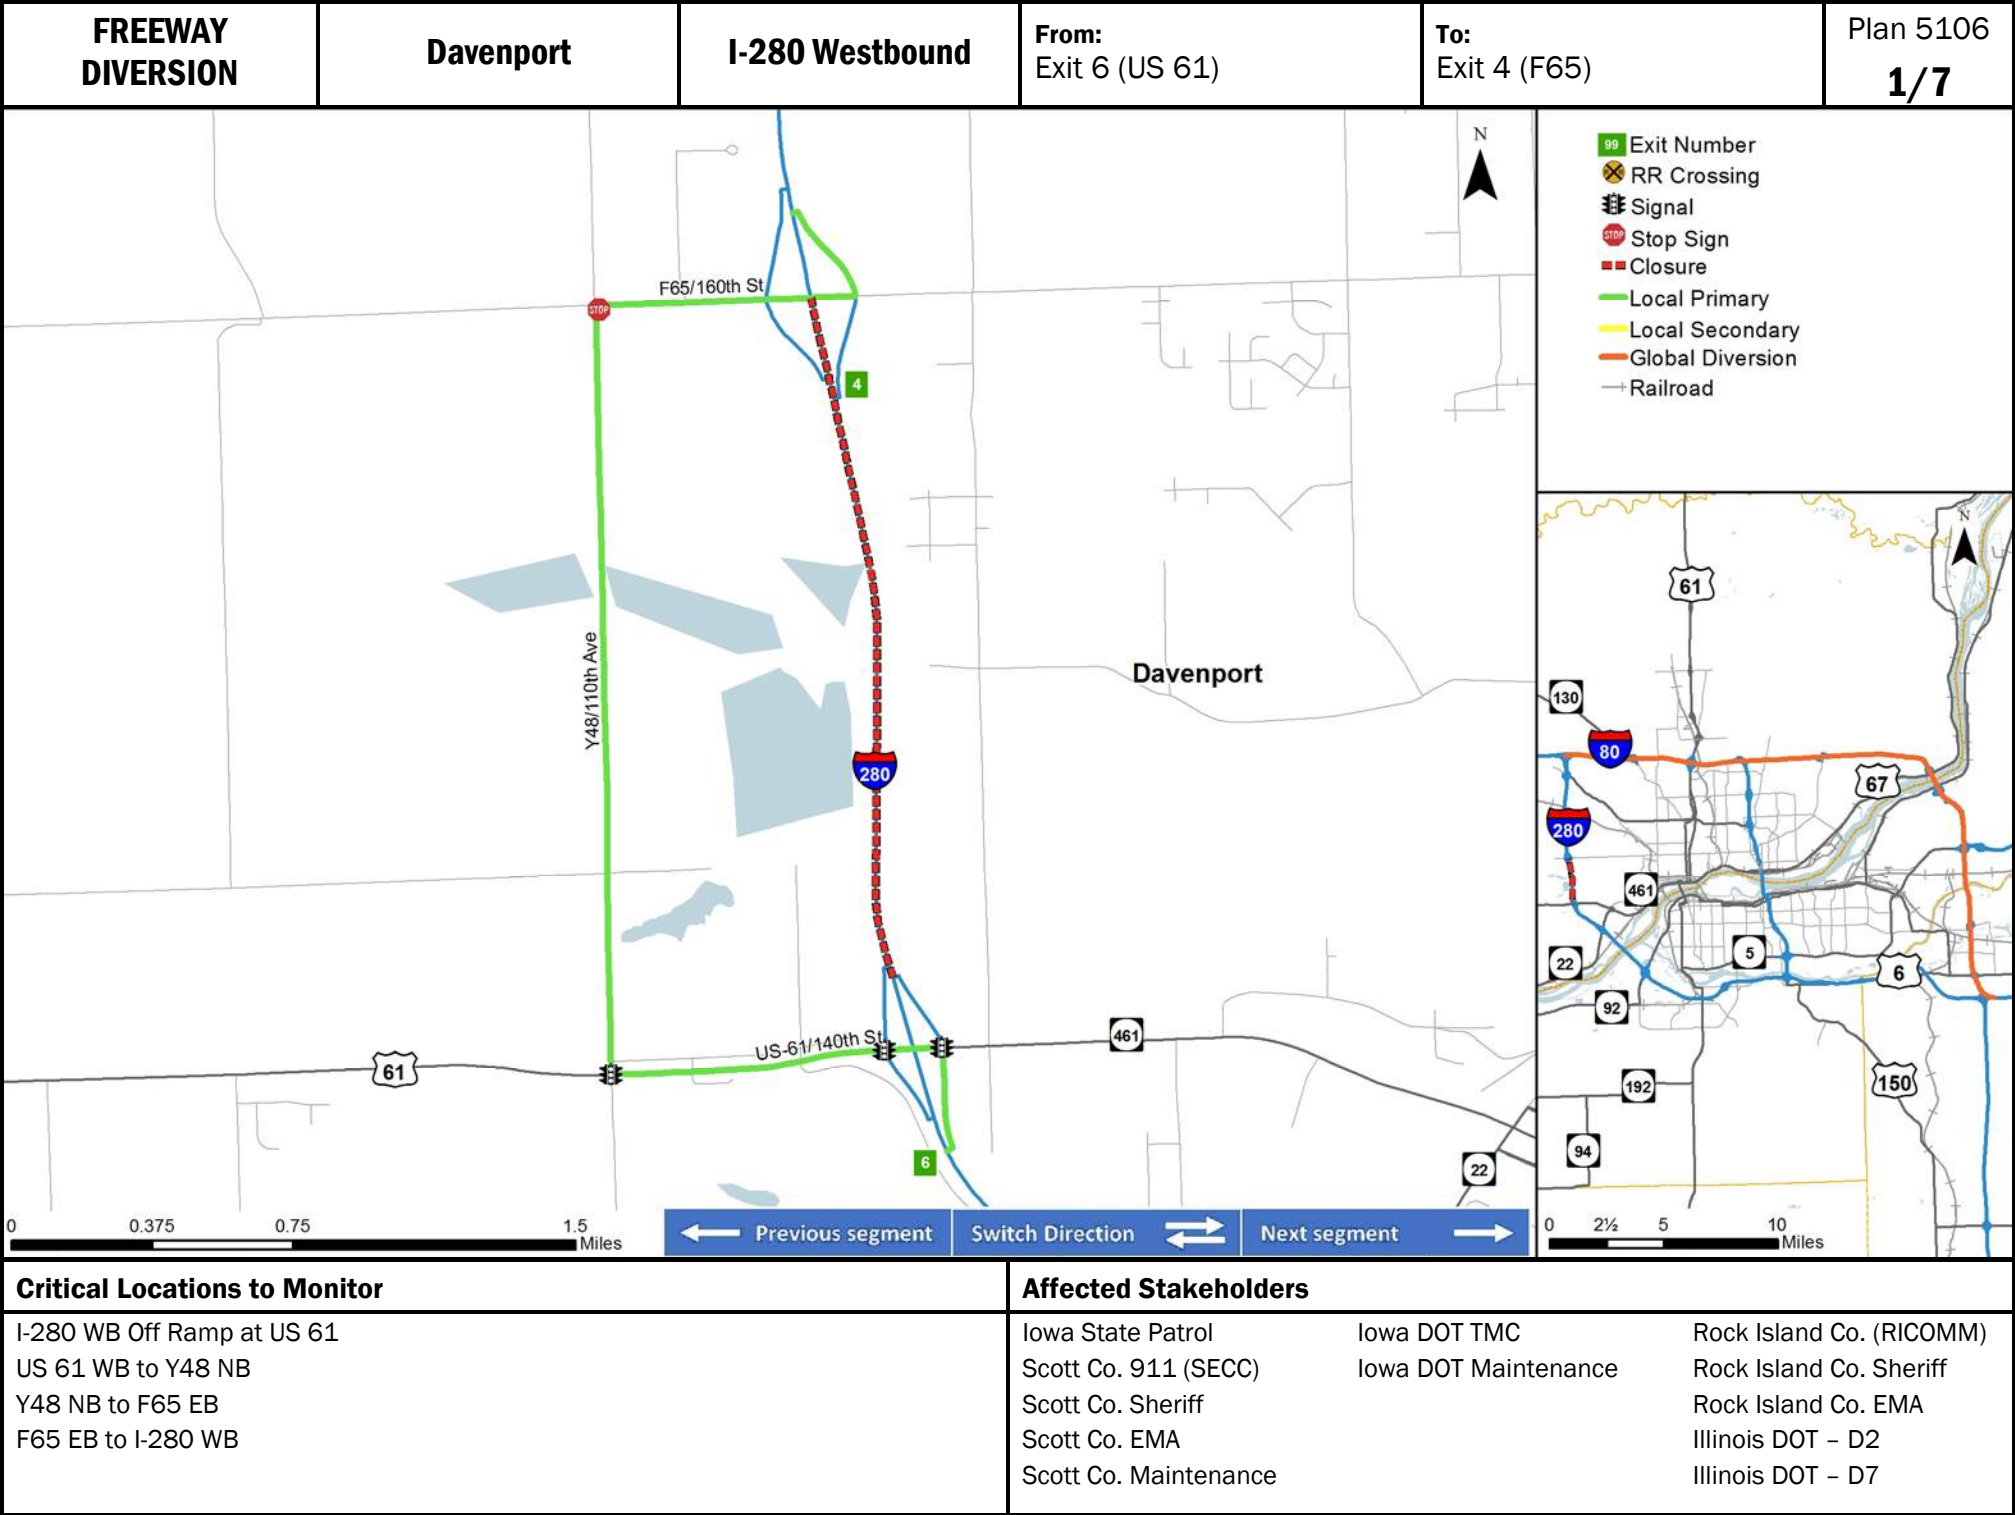 FREEWAY
DIVERSION
Davenport
I-280 Westbound
From:
Exit 6 (US 61)
To:
Exit 4 (F65)
Plan 5106
1/7
N
F65/160th St
STOP
4
Y48/110th Ave
Davenport
280
US-61/140th St
461
61
6
22
0 0.375 0.75 1.5
Miles
Previous segment
Switch Direction
Next segment
99 Exit Number
RR Crossing
Signal
STOP Stop Sign
Closure
Local Primary
Local Secondary
Global Diversion
Railroad
N
61
130
80
67
280
461
5
22
6
92
150
192
94
0 2½ 5 10
Miles
Critical Locations to Monitor
I-280 WB Off Ramp at US 61
US 61 WB to Y48 NB
Y48 NB to F65 EB
F65 EB to I-280 WB
Affected Stakeholders
Iowa State Patrol Iowa DOT TMC Rock Island Co. (RICOMM)
Scott Co. 911 (SECC) Iowa DOT Maintenance Rock Island Co. Sheriff
Scott Co. Sheriff Rock Island Co. EMA
Scott Co. EMA Illinois DOT – D2
Scott Co. Maintenance Illinois DOT – D7